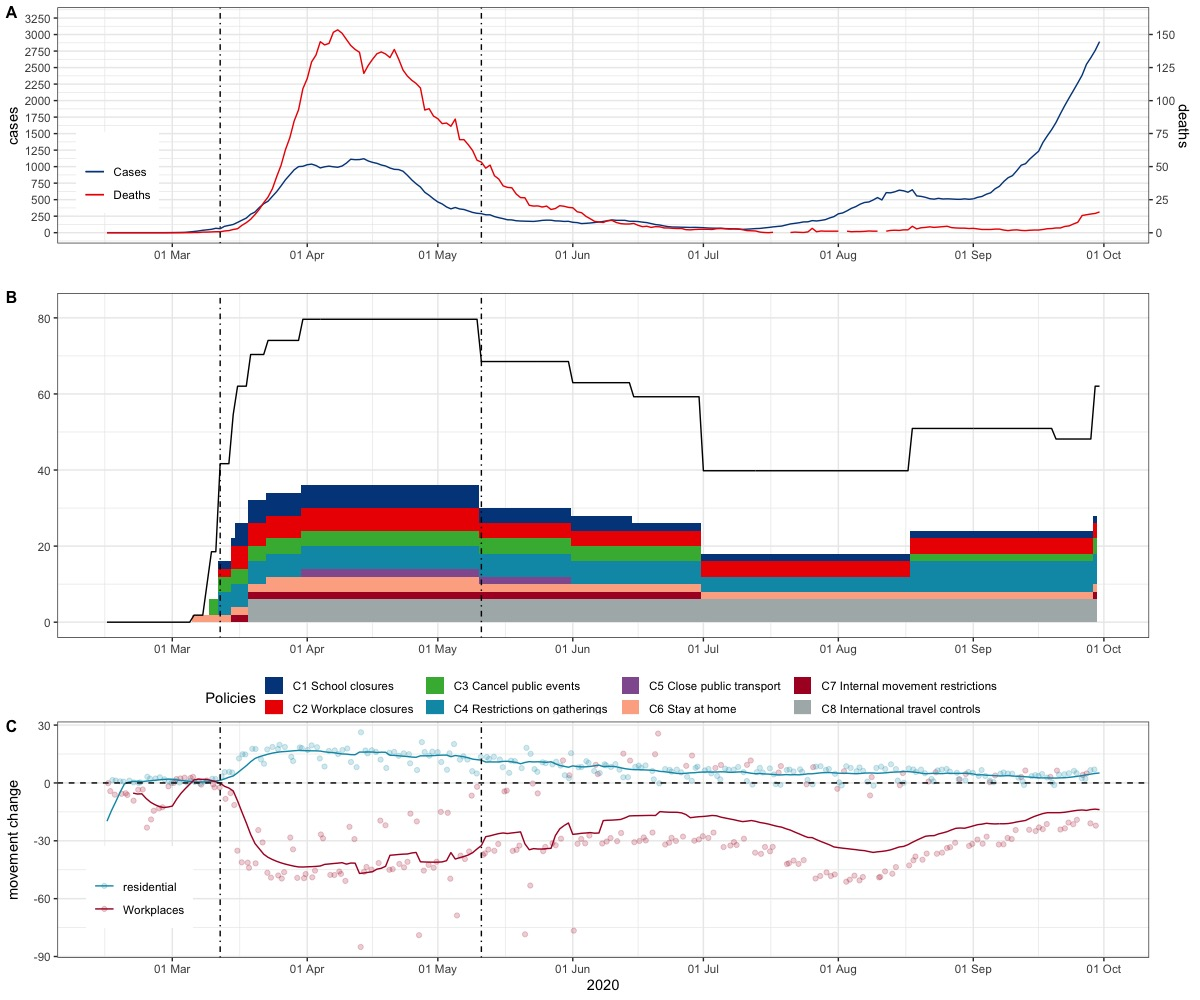 A
3250
3000
2750
2500
2250
2000
1750
1500
1250
1000
750
500
250
0
cases
150
125
100
75
50
25
0
deaths
Cases
Deaths
01 Mar 01 Apr 01 May 01 Jun 01 Jul 01 Aug 01 Sep 01 Oct
B
80
60
40
20
0
01 Mar 01 Apr 01 May 01 Jun 01 Jul 01 Aug 01 Sep 01 Oct
Policies
C1 School closures C3 Cancel public events C5 Close public transport C7 Internal movement restrictions
C2 Workplace closures C4 Restrictions on gatherings C6 Stay at home C8 International travel controls
C
30
0
-30
-60
-90
movement change
residential
Workplaces
01 Mar 01 Apr 01 May 01 Jun 01 Jul 01 Aug 01 Sep 01 Oct
2020